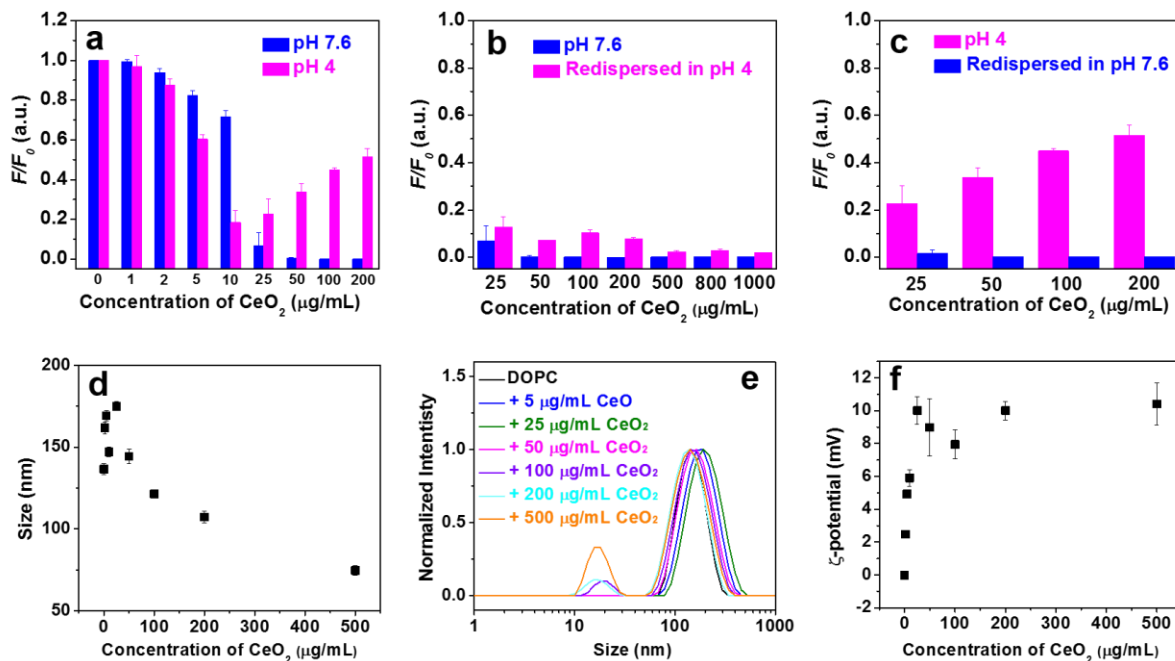 a
pH 7.6
pH 4
1.2
1.0
0.8
0.6
0.4
0.2
0.0
F/F0 (a.u.)
0 1 2 5 10 25 50 100 200
Concentration of CeO2 (μg/mL)
b
pH 7.6
Redispersed in pH 4
1.0
0.8
0.6
0.4
0.2
0.0
F/F0 (a.u.)
25 50 100 200 500 800 1000
Concentration of CeO2 (μg/mL)
c
pH 4
Redispersed in pH 7.6
1.0
0.8
0.6
0.4
0.2
0.0
F/F0 (a.u.)
25 50 100 200
Concentration of CeO2 (μg/mL)
d
200
175
150
125
100
75
50
Size (nm)
0 100 200 300 400 500
Concentration of CeO2 (μg/mL)
e
DOPC
+ 5 μg/mL CeO
+ 25 μg/mL CeO2
+ 50 μg/mL CeO2
+ 100 μg/mL CeO2
+ 200 μg/mL CeO2
+ 500 μg/mL CeO2
1.5
1.0
0.5
0.0
Normalized Intentisty
1 10 100 1000
Size (nm)
f
12
10
8
6
4
2
0
-2
ζ-potential (mV)
0 100 200 300 400 500
Concentration of CeO2 (μg/mL)